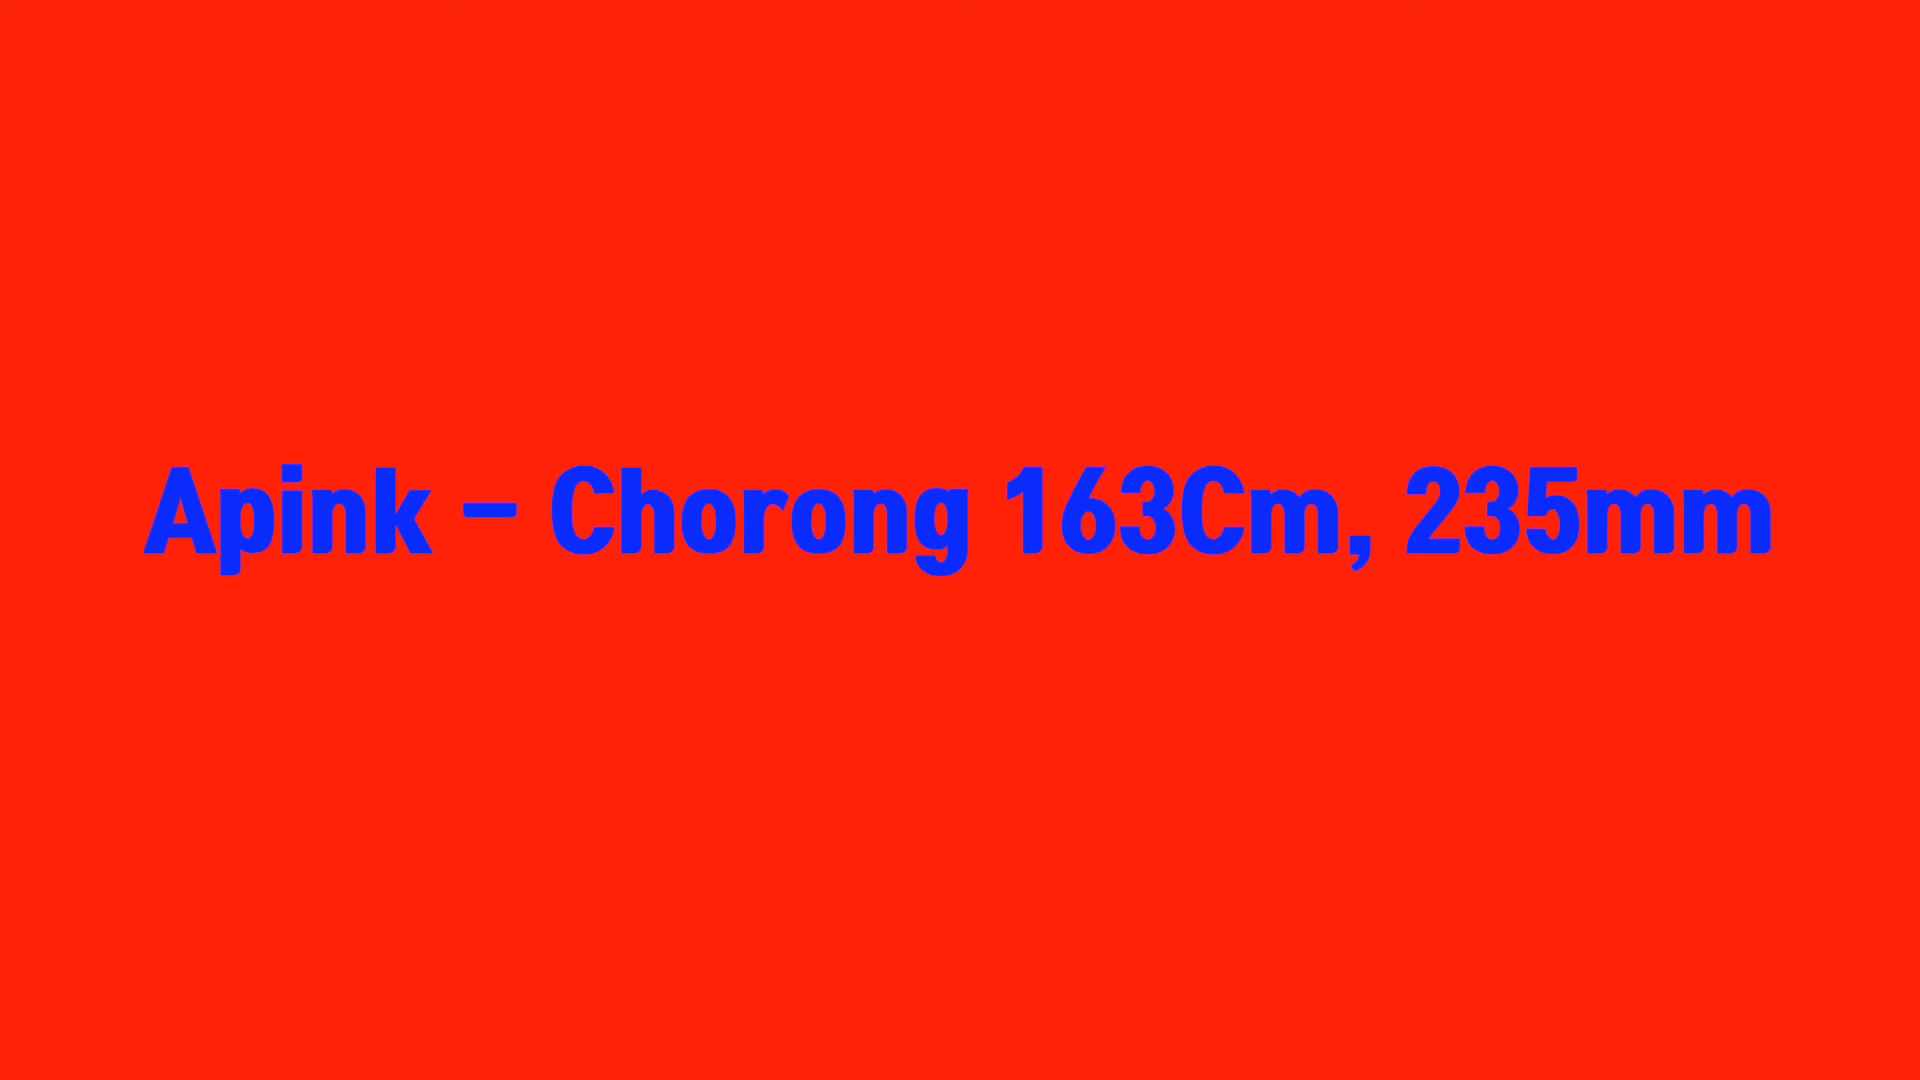 Apink – Chorong 163Cm, 235mm